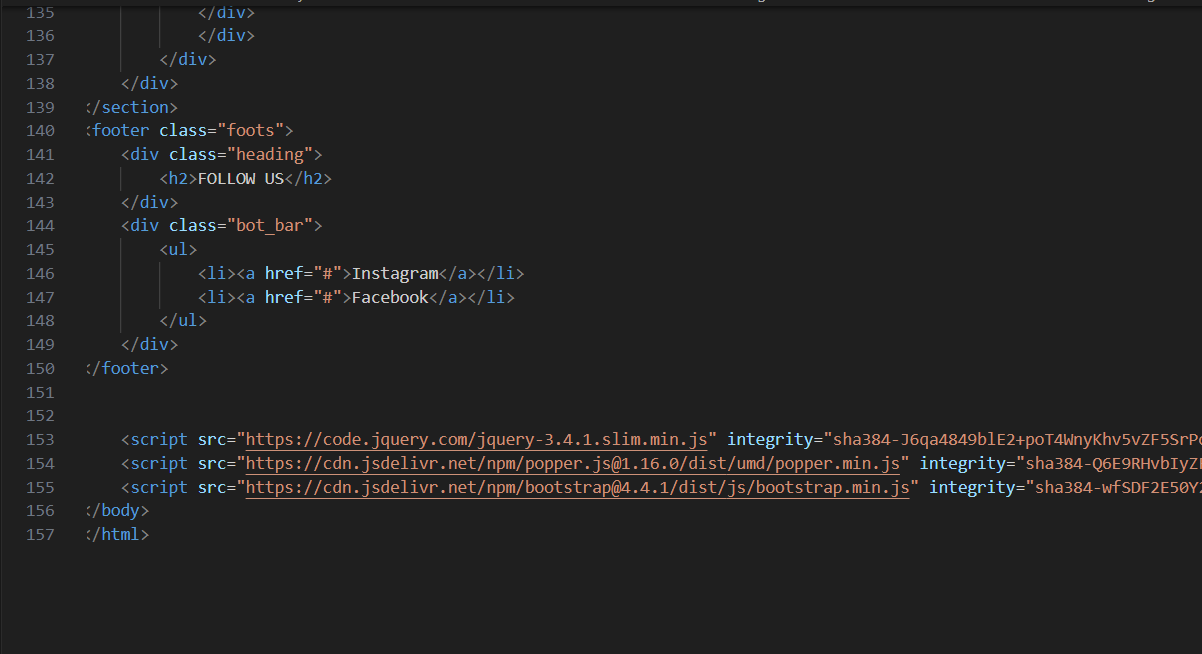 135 </div>
136 </div>
137 </div>
138 </div>
139 </section>
140 <footer class="foots">
141 <div class="heading">
142 <h2>FOLLOW US</h2>
143 </div>
144 <div class="bot_bar">
145 <ul>
146 <li><a href="#">Instagram</a></li>
147 <li><a href="#">Facebook</a></li>
148 </ul>
149 </div>
150 </footer>
151
152
153 <script src="https://code.jquery.com/jquery-3.4.1.slim.min.js" integrity="sha384-J6qa4849blE2+poT4WnyKhv5vZF5SrPo
154 <script src="https://cdn.jsdelivr.net/npm/popper.js@1.16.0/dist/umd/popper.min.js" integrity="sha384-Q6E9RHvbIyZ
155 <script src="https://cdn.jsdelivr.net/npm/bootstrap@4.4.1/dist/js/bootstrap.min.js" integrity="sha384-wfSDF2E50Y
156 </body>
157 </html>